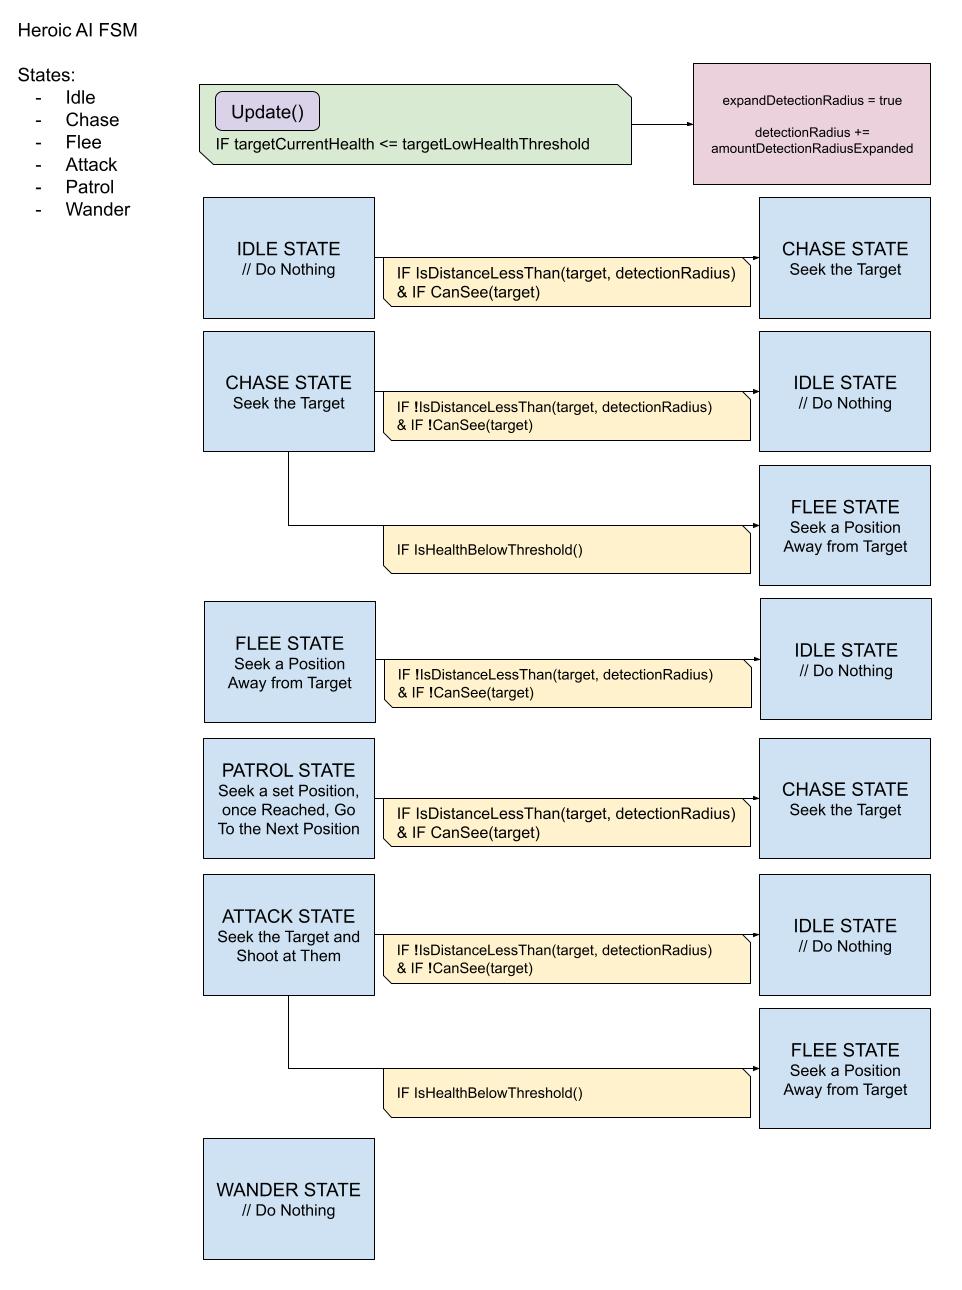 Heroic AI FSM
States:
- Idle
- Chase
- Flee
- Attack
- Patrol
- Wander
Update()
IF targetCurrentHealth <= targetLowHealthThreshold
expandDetectionRadius = true
detectionRadius +=
amountDetectionRadiusExpanded
IDLE STATE
// Do Nothing
IF IsDistanceLessThan(target, detectionRadius)
& IF CanSee(target)
CHASE STATE
Seek the Target
CHASE STATE
Seek the Target
IF !IsDistanceLessThan(target, detectionRadius)
& IF !CanSee(target)
IDLE STATE
// Do Nothing
IF IsHealthBelowThreshold()
FLEE STATE
Seek a Position
Away from Target
FLEE STATE
Seek a Position
Away from Target
IF !IsDistanceLessThan(target, detectionRadius)
& IF !CanSee(target)
IDLE STATE
// Do Nothing
PATROL STATE
Seek a set Position,
once Reached, Go
To the Next Position
IF IsDistanceLessThan(target, detectionRadius)
& IF CanSee(target)
CHASE STATE
Seek the Target
ATTACK STATE
Seek the Target and
Shoot at Them
IF !IsDistanceLessThan(target, detectionRadius)
& IF !CanSee(target)
IDLE STATE
// Do Nothing
IF IsHealthBelowThreshold()
FLEE STATE
Seek a Position
Away from Target
WANDER STATE
// Do Nothing